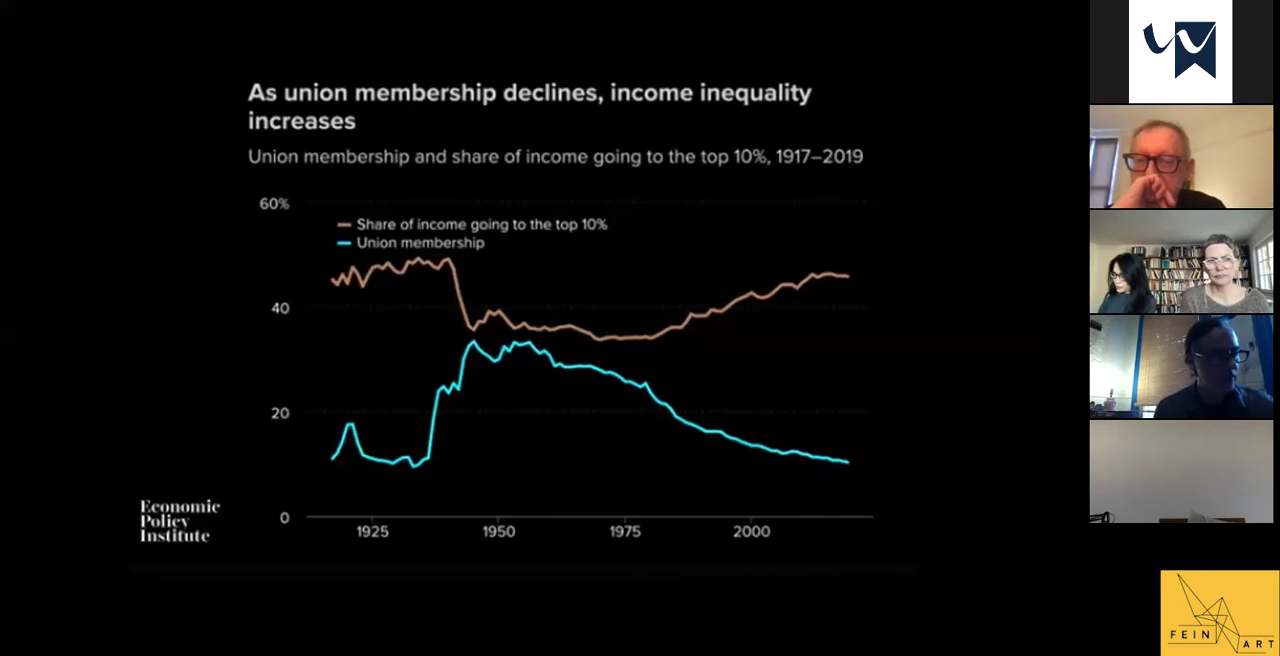 As union membership declines, income inequality
increases
Union membership and share of income going to the top 10%, 1917–2019
60%
Share of income going to the top 10%
Union membership
40
20
0
1925 1950 1975 2000
Economic
Policy
Institute
FEIN
ART